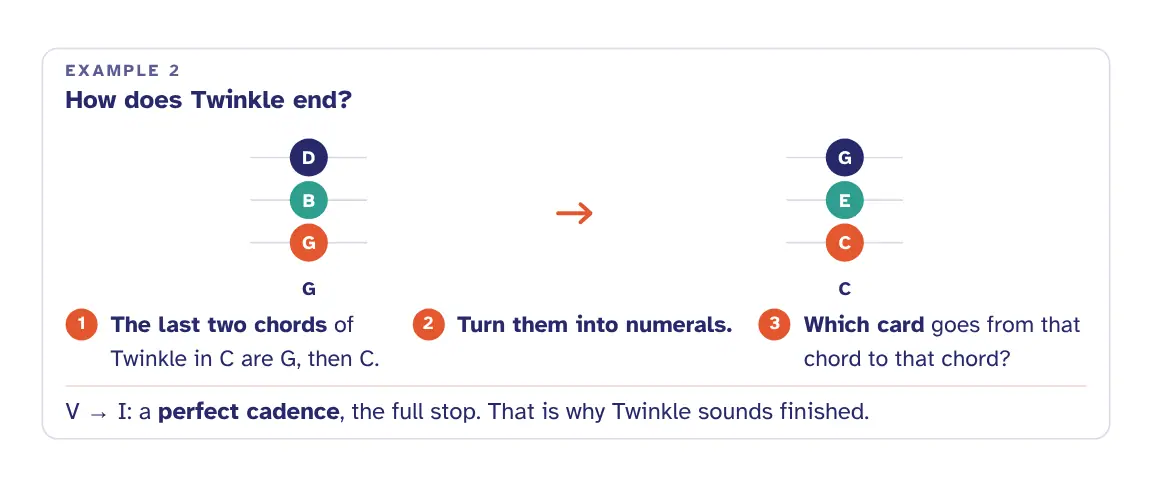 EXAMPLE 2
How does Twinkle end?
D
B
G
G
→
G
E
C
C
1 The last two chords of
Twinkle in C are G, then C.
2 Turn them into numerals.
3 Which card goes from that
chord to that chord?
V → I: a perfect cadence, the full stop. That is why Twinkle sounds finished.